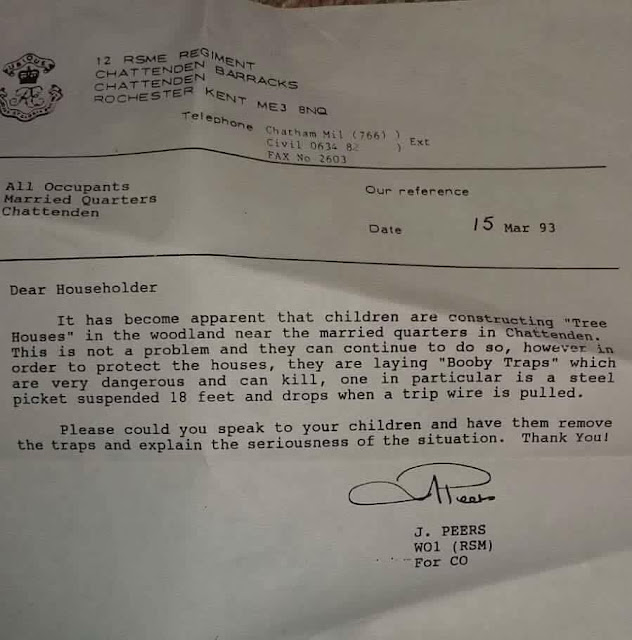 UBIQUE
12 RSME REGIMENT
CHATTENDEN BARRACKS
CHATTENDEN
ROCHESTER KENT ME3 8NQ
Telephone Chatham Mil (766) ) Ext
Civil 0634 82 )
FAX No 2603
All Occupants
Married Quarters
Chattenden
Our reference
Date 15 Mar 93
Dear Householder
It has become apparent that children are constructing "Tree
Houses" in the woodland near the married quarters in Chattenden.
This is not a problem and they can continue to do so, however in
order to protect the houses, they are laying "Booby Traps" which
are very dangerous and can kill, one in particular is a steel
picket suspended 18 feet and drops when a trip wire is pulled.
Please could you speak to your children and have them remove
the traps and explain the seriousness of the situation. Thank You!
J Peers
J. PEERS
WO1 (RSM)
For CO